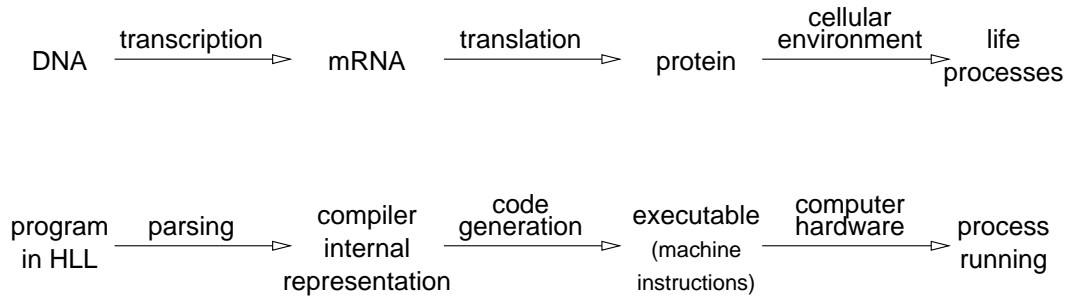 DNA
transcription
mRNA
translation
protein
cellular
environment
life
processes
program
in HLL
parsing
compiler
internal
representation
code
generation
executable
(machine
instructions)
computer
hardware
process
running